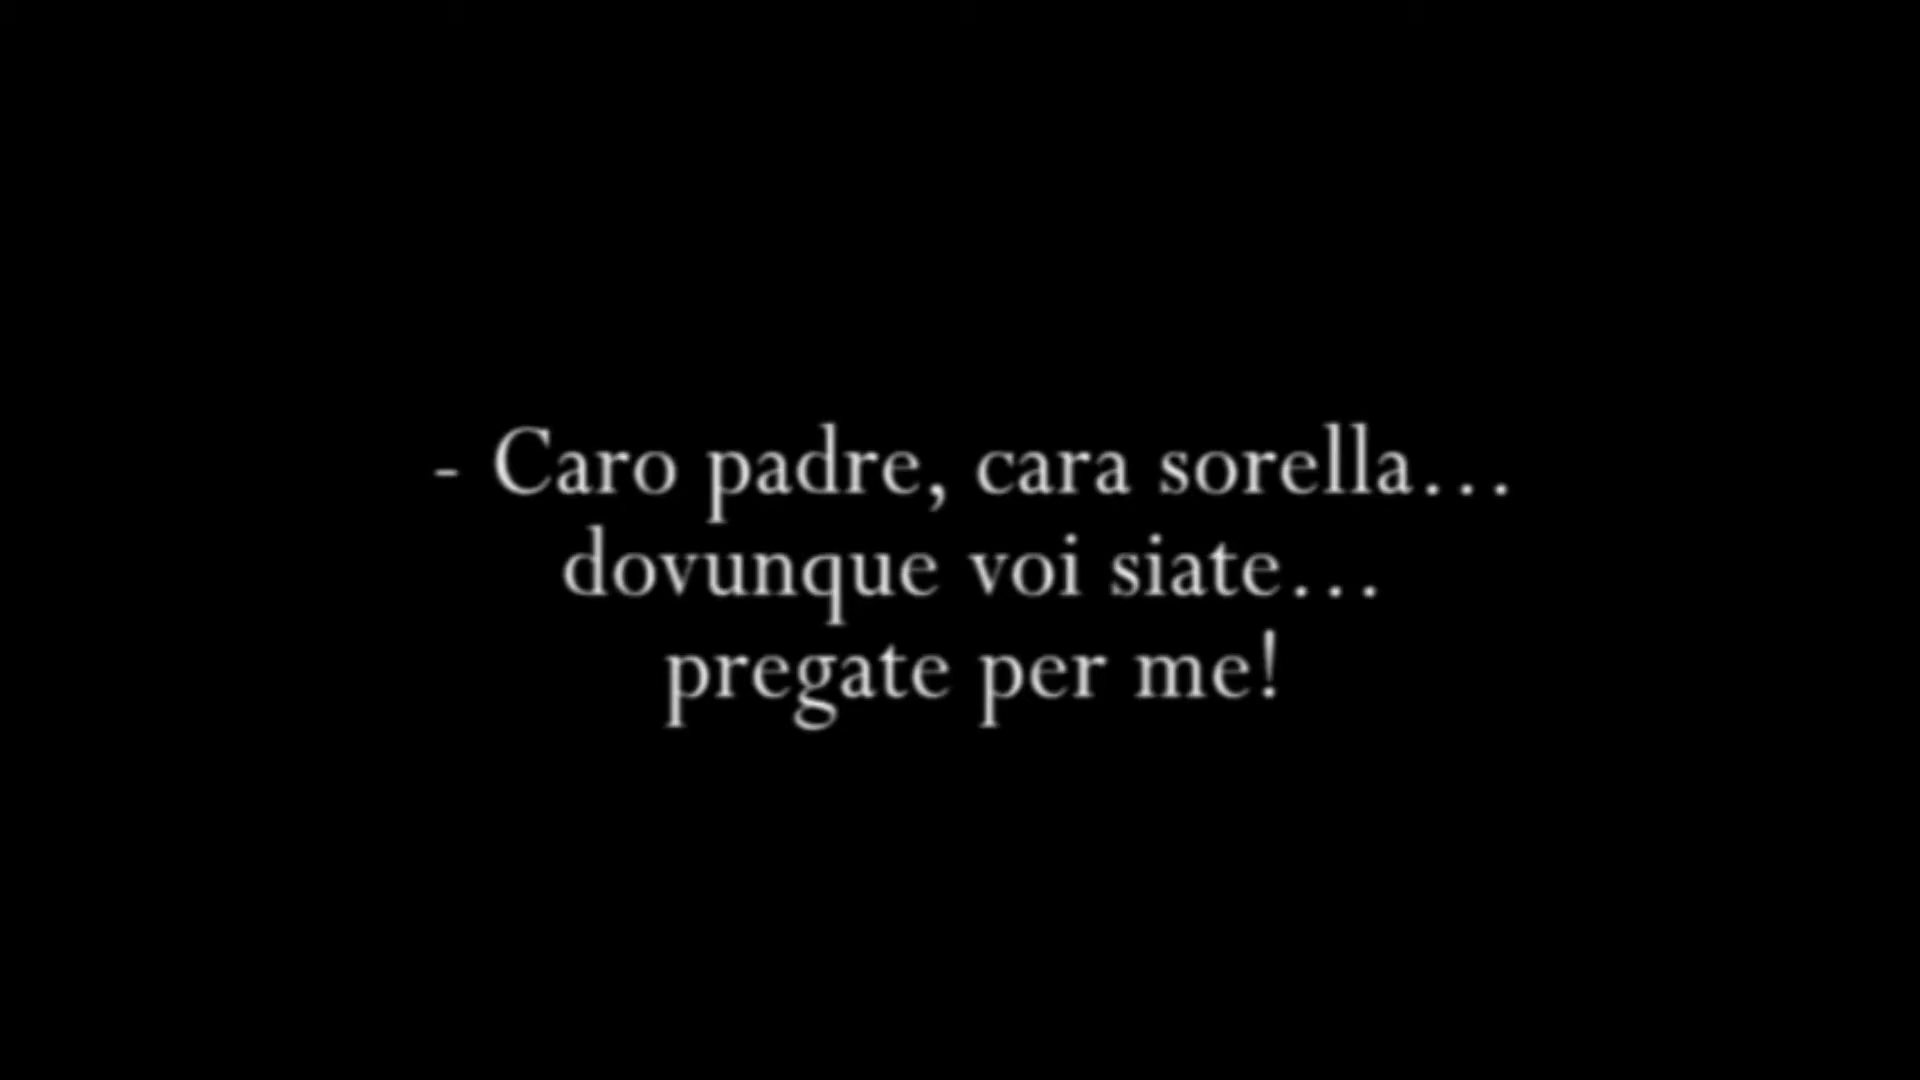 - Caro padre, cara sorella...
dovunque voi siate...
pregate per me!